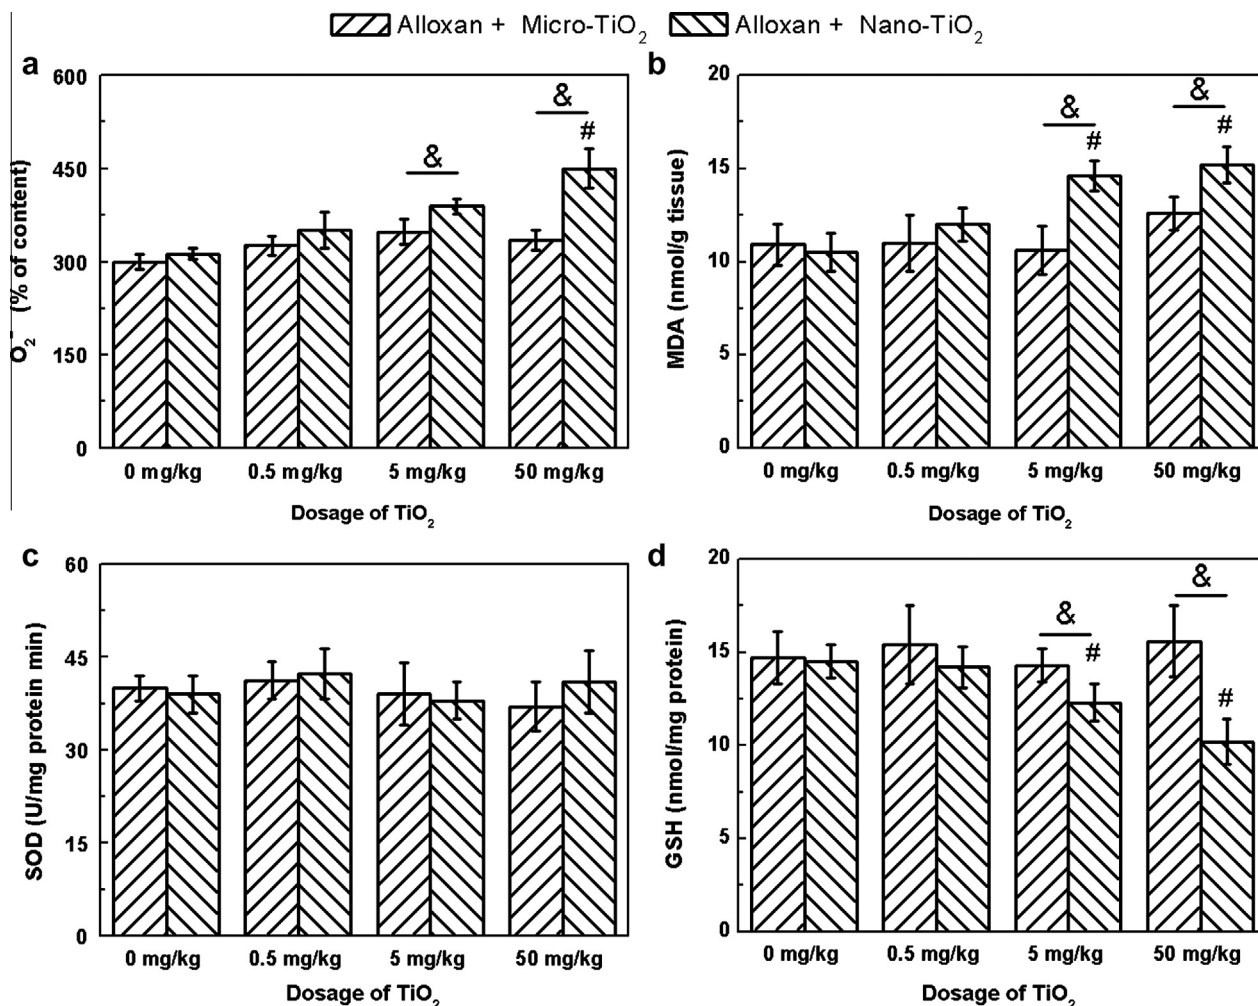 Alloxan + Micro-TiO₂ Alloxan + Nano-TiO₂
a
O₂⁻ (% of content)
600
450
300
150
0
&
&
#
0 mg/kg 0.5 mg/kg 5 mg/kg 50 mg/kg
Dosage of TiO₂
b
MDA (nmol/g tissue)
20
15
10
5
0
&
#
&
#
0 mg/kg 0.5 mg/kg 5 mg/kg 50 mg/kg
Dosage of TiO₂
c
SOD (U/mg protein min)
60
45
30
15
0
0 mg/kg 0.5 mg/kg 5 mg/kg 50 mg/kg
Dosage of TiO₂
d
GSH (nmol/mg protein)
20
15
10
5
0
&
#
&
#
0 mg/kg 0.5 mg/kg 5 mg/kg 50 mg/kg
Dosage of TiO₂